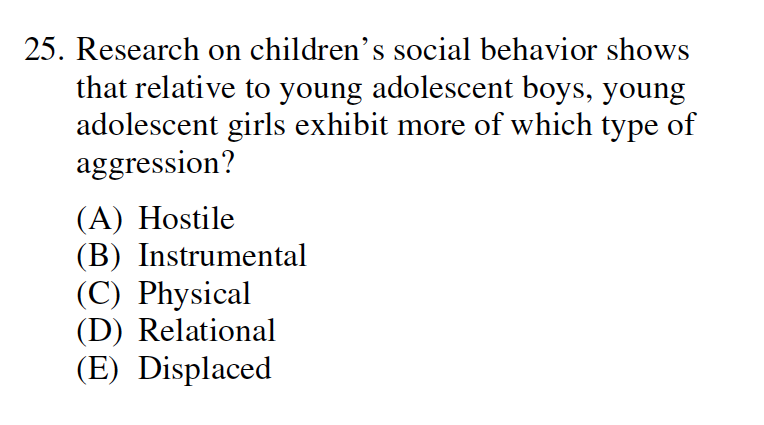 25. Research on children’s social behavior shows
that relative to young adolescent boys, young
adolescent girls exhibit more of which type of
aggression?
(A) Hostile
(B) Instrumental
(C) Physical
(D) Relational
(E) Displaced